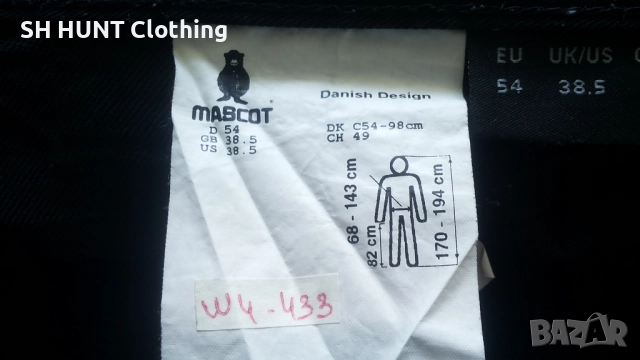 SH HUNT Clothing
MASCOT
D 54
GB 38.5
US 38.5
Danish Design
DK C54-98cm
CH 49
68 - 143 cm
82 cm
170 - 194 cm
EU UK/US
54 38.5
W4-433
BAZAR